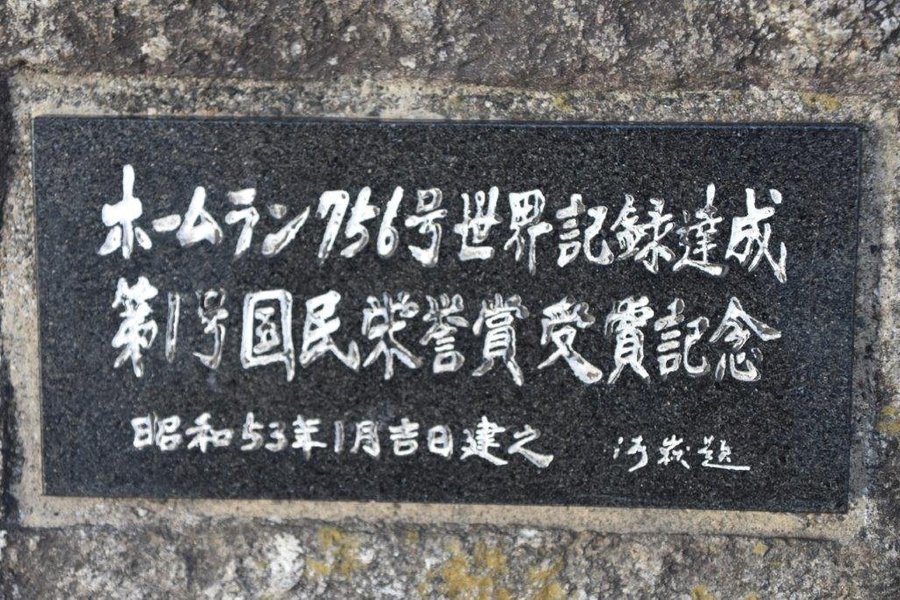 ホームラン756号世界記録達成
第1号国民栄誉賞受賞記念
昭和53年1月吉日建之
題